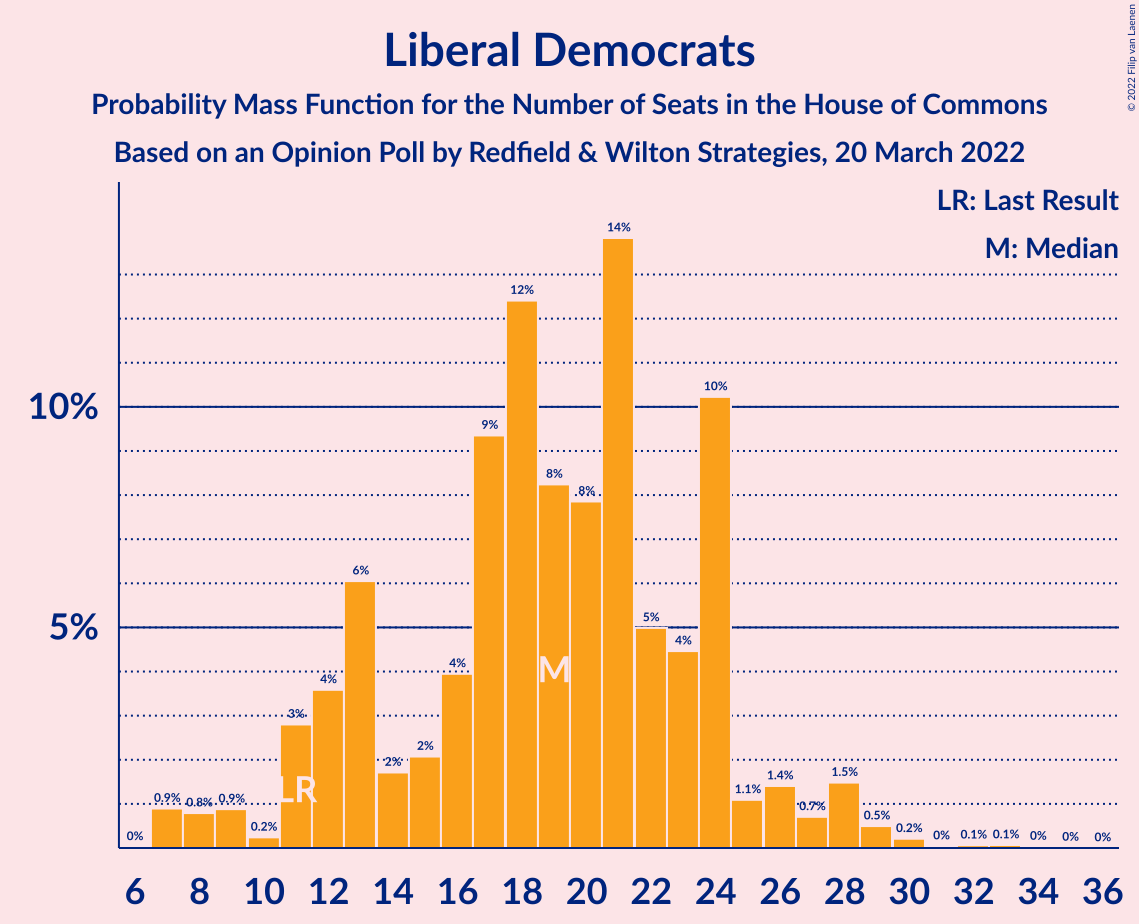 © 2022 Filip van Laenen
Liberal Democrats
Probability Mass Function for the Number of Seats in the House of Commons
Based on an Opinion Poll by Redfield & Wilton Strategies, 20 March 2022
LR: Last Result
M: Median
10%
5%
0% 0.9% 0.8% 0.9% 0.2% 3% 4% 6% 2% 2% 4% 9% 12% 8% 8% 14% 5% 4% 10% 1.1% 1.4% 0.7% 1.5% 0.5% 0.2% 0% 0.1% 0.1% 0% 0% 0%
M
LR
6 8 10 12 14 16 18 20 22 24 26 28 30 32 34 36